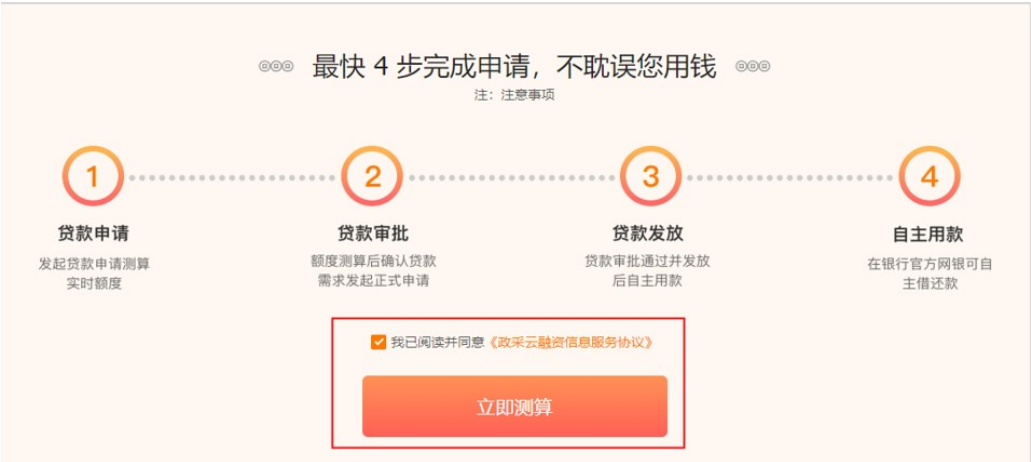 最快 4 步完成申请，不耽误您用钱
注：注意事项
1
2
3
4
贷款申请
发起贷款申请测算
实时额度
贷款审批
额度测算后确认贷款
需求发起正式申请
贷款发放
贷款审批通过并发放
后自主用款
自主用款
在银行官方网银可自
主借还款
我已阅读并同意《政采云融资信息服务协议》
立即测算